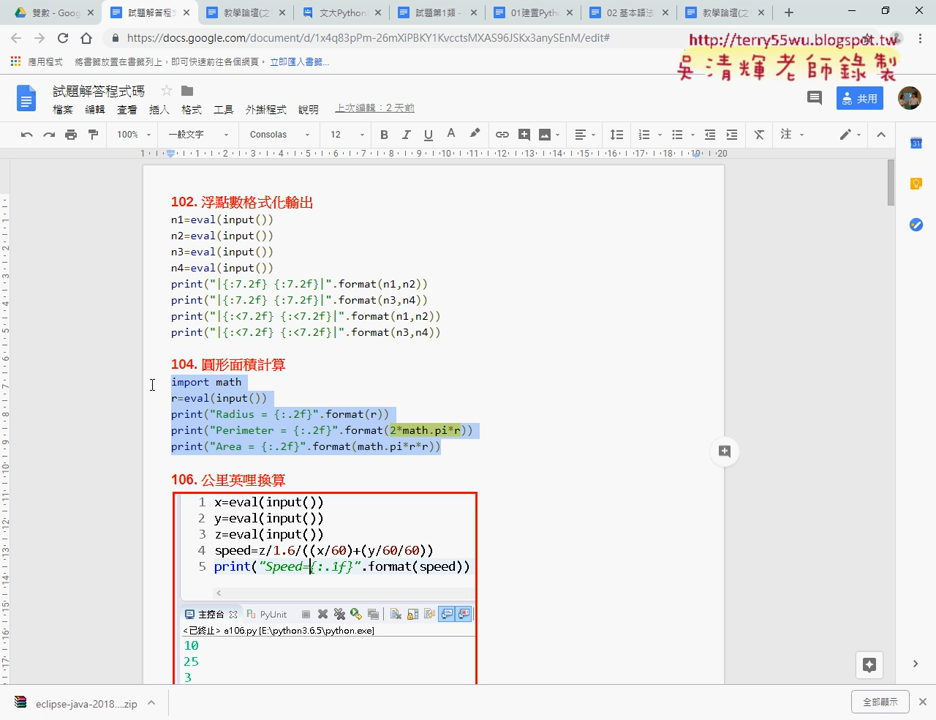 雙數 - Goog
試題解答程式
教學論壇(之
文大Python
試題第1類 -
01建置Pyth
02 基本語法
教學論壇(之
https://docs.google.com/document/d/1x4q83pPm-26mXiPBKY1KvcctsMXAS96JSKx3anySEnM/edit#
http://terry55wu.blogspot.tw
吳清輝老師錄製
應用程式
將書籤放置在書籤列上，即可快速前往各個網頁。
立即匯入書籤...
試題解答程式碼
檔案 編輯 查看 插入 格式 工具 外掛程式 說明 上次編輯：2 天前
共用
100% 一般文字 Consolas 12 B I U A 注
102. 浮點數格式化輸出
n1=eval(input())
n2=eval(input())
n3=eval(input())
n4=eval(input())
print("|{:7.2f} {:7.2f}|".format(n1,n2))
print("|{:7.2f} {:7.2f}|".format(n3,n4))
print("|{:<7.2f} {:<7.2f}|".format(n1,n2))
print("|{:<7.2f} {:<7.2f}|".format(n3,n4))
104. 圓形面積計算
import math
r=eval(input())
print("Radius = {:.2f}".format(r))
print("Perimeter = {:.2f}".format(2*math.pi*r))
print("Area = {:.2f}".format(math.pi*r*r))
106. 公里英哩換算
1 x=eval(input())
2 y=eval(input())
3 z=eval(input())
4 speed=z/1.6/((x/60)+(y/60/60))
5 print("Speed={:.1f}".format(speed))
主控台 PyUnit
<已終止> a106.py [E:\python3.6.5\python.exe]
10
25
3
eclipse-java-2018....zip
全部顯示